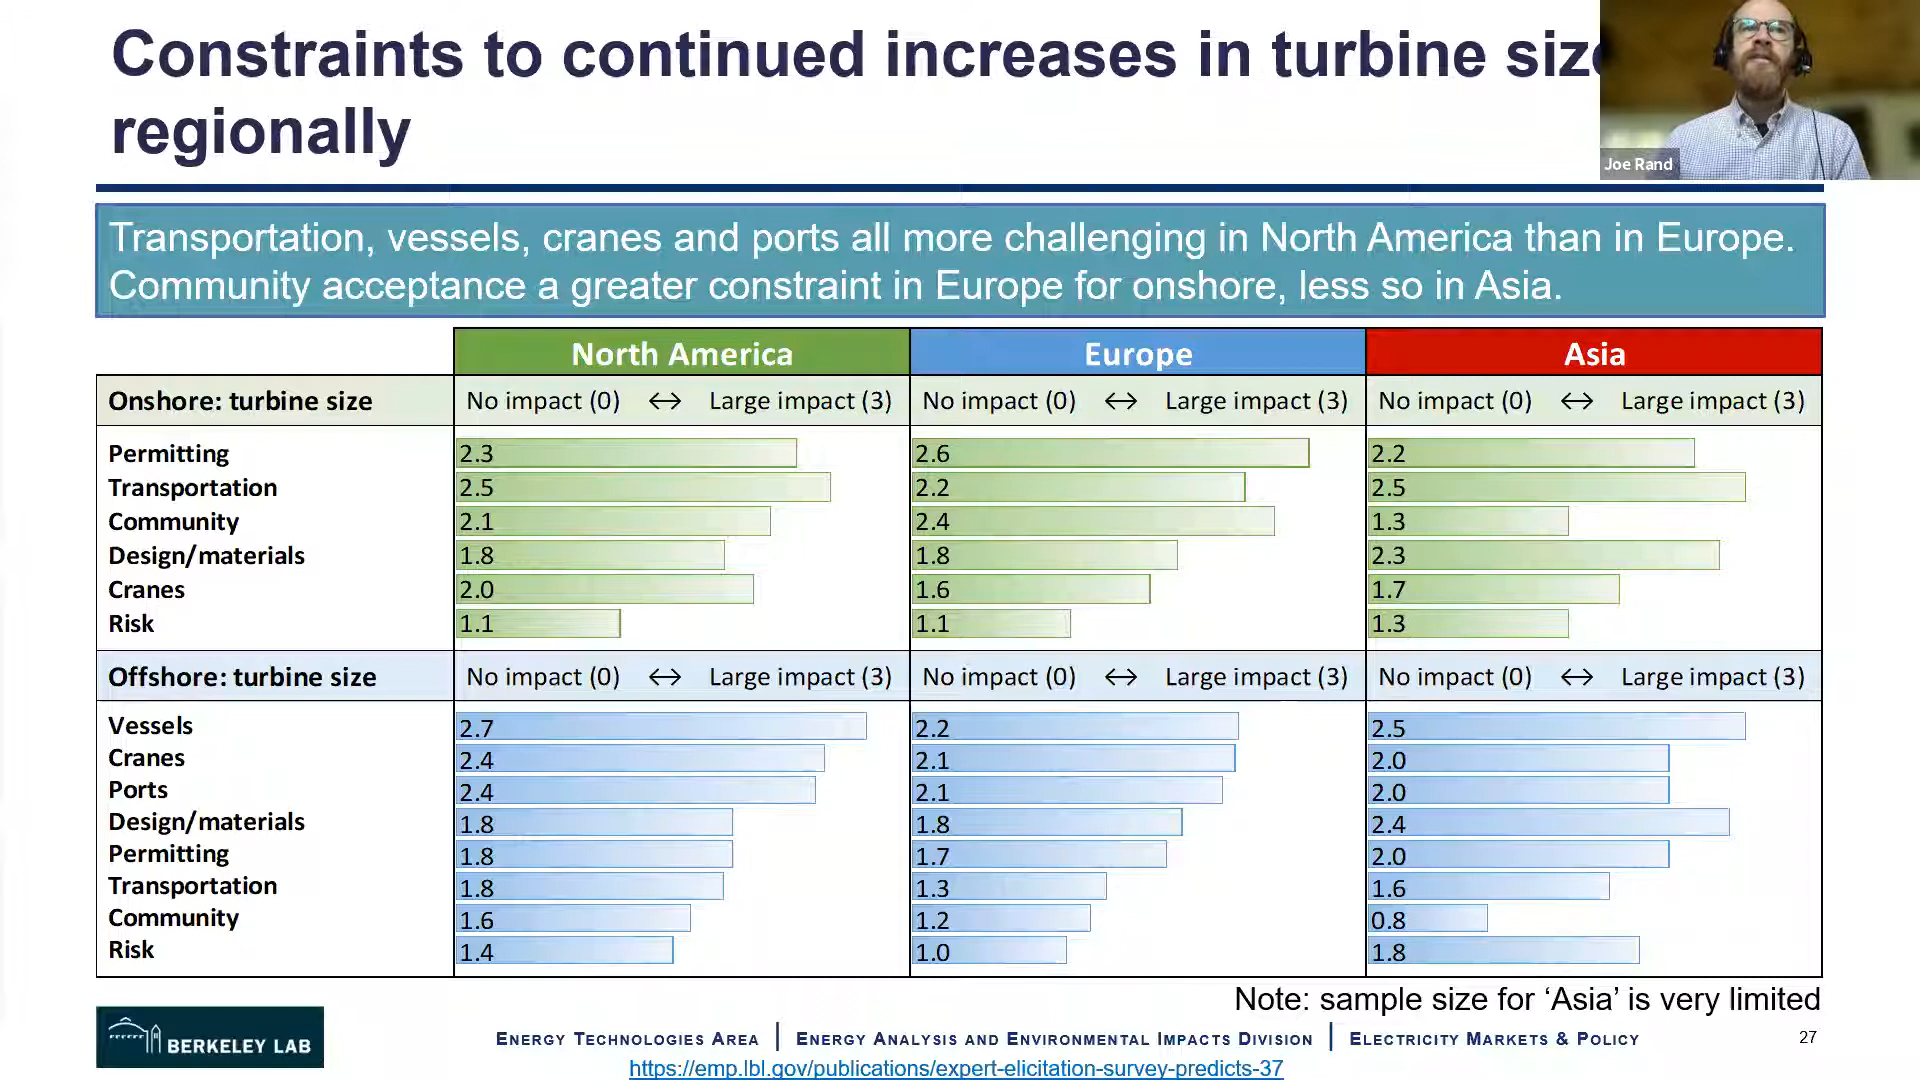 Constraints to continued increases in turbine size
regionally
Joe Rand
Transportation, vessels, cranes and ports all more challenging in North America than in Europe.
Community acceptance a greater constraint in Europe for onshore, less so in Asia.
North America Europe Asia
Onshore: turbine size No impact (0) ↔ Large impact (3) No impact (0) ↔ Large impact (3) No impact (0) ↔ Large impact (3)
Permitting 2.3 2.6 2.2
Transportation 2.5 2.2 2.5
Community 2.1 2.4 1.3
Design/materials 1.8 1.8 2.3
Cranes 2.0 1.6 1.7
Risk 1.1 1.1 1.3
Offshore: turbine size No impact (0) ↔ Large impact (3) No impact (0) ↔ Large impact (3) No impact (0) ↔ Large impact (3)
Vessels 2.7 2.2 2.5
Cranes 2.4 2.1 2.0
Ports 2.4 2.1 2.0
Design/materials 1.8 1.8 2.4
Permitting 1.8 1.7 2.0
Transportation 1.8 1.3 1.6
Community 1.6 1.2 0.8
Risk 1.4 1.0 1.8
Note: sample size for ‘Asia’ is very limited
BERKELEY LAB
ENERGY TECHNOLOGIES AREA | ENERGY ANALYSIS AND ENVIRONMENTAL IMPACTS DIVISION | ELECTRICITY MARKETS & POLICY
27
https://emp.lbl.gov/publications/expert-elicitation-survey-predicts-37